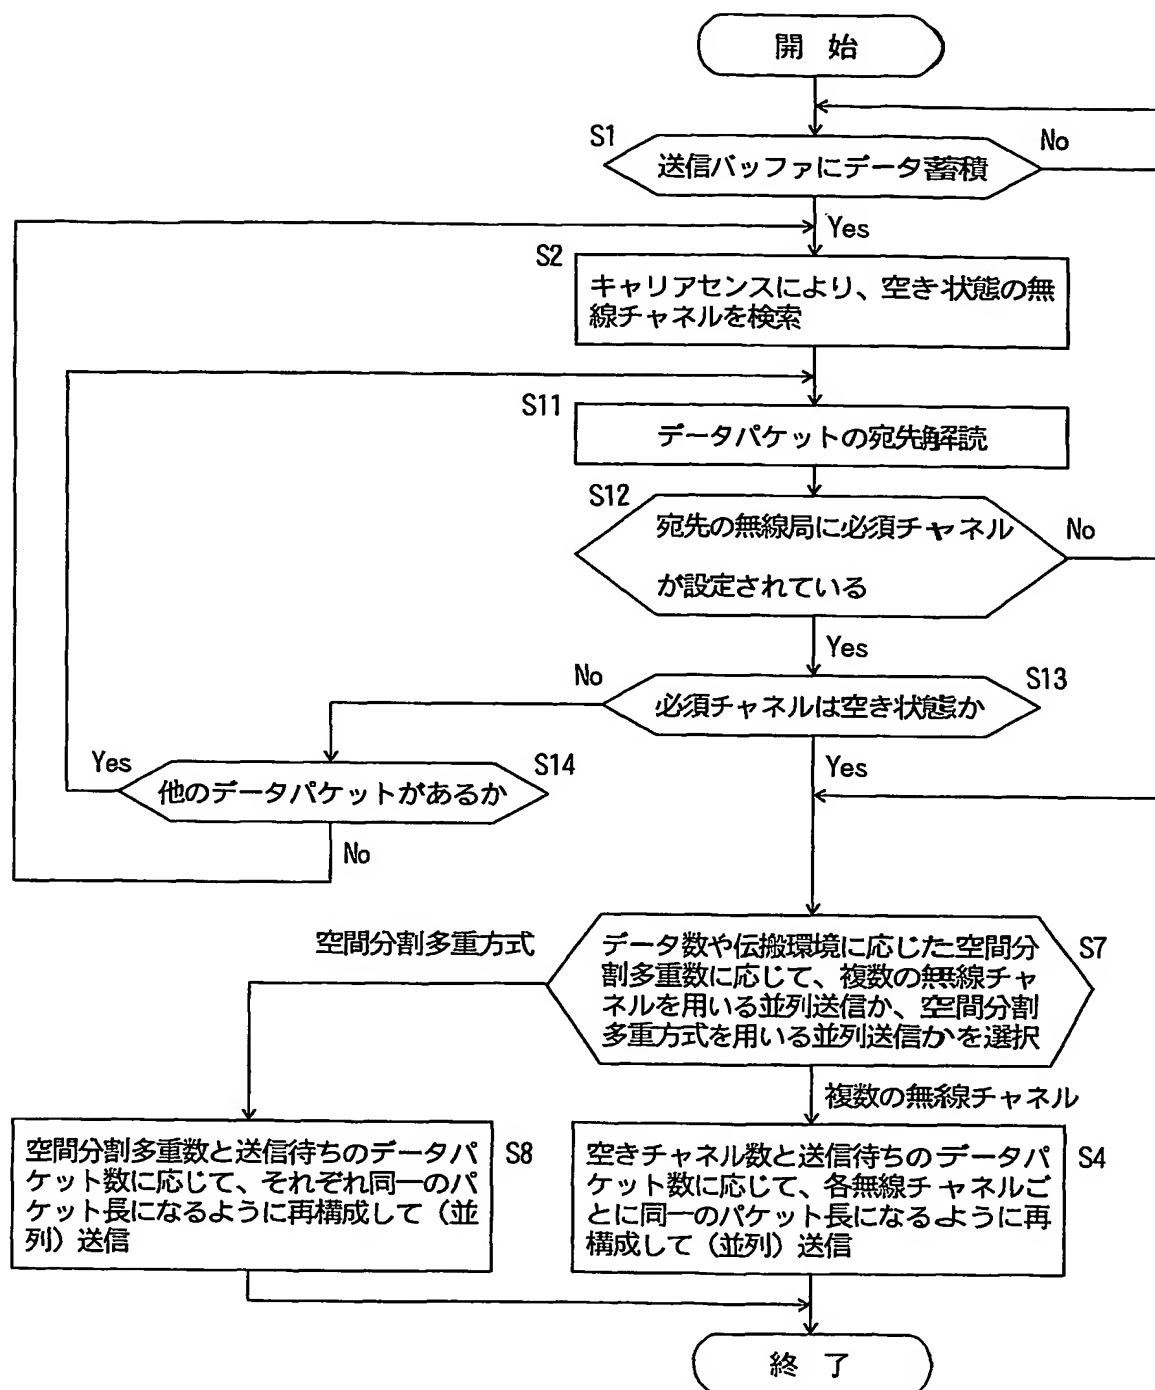 開 始
S1
送信バッファにデータ蓄積
No
Yes
S2
キャリアセンスにより、空き状態の無
線チャネルを検索
S11
データパケットの宛先解読
S12
宛先の無線局に必須チャネル
が設定されている
No
Yes
No
S13
必須チャネルは空き状態か
Yes
S14
他のデータパケットがあるか
Yes
No
空間分割多重方式
S7
データ数や伝搬環境に応じた空間分
割多重数に応じて、複数の無線チャ
ネルを用いる並列送信か、空間分割
多重方式を用いる並列送信かを選択
複数の無線チャネル
空間分割多重数と送信待ちのデータパ
ケット数に応じて、それぞれ同一のパ
ケット長になるように再構成して（並
列）送信
S8
空きチャネル数と送信待ちのデータパ
ケット数に応じて、各無線チャネルご
とに同一のパケット長になるように再
構成して（並列）送信
S4
終 了